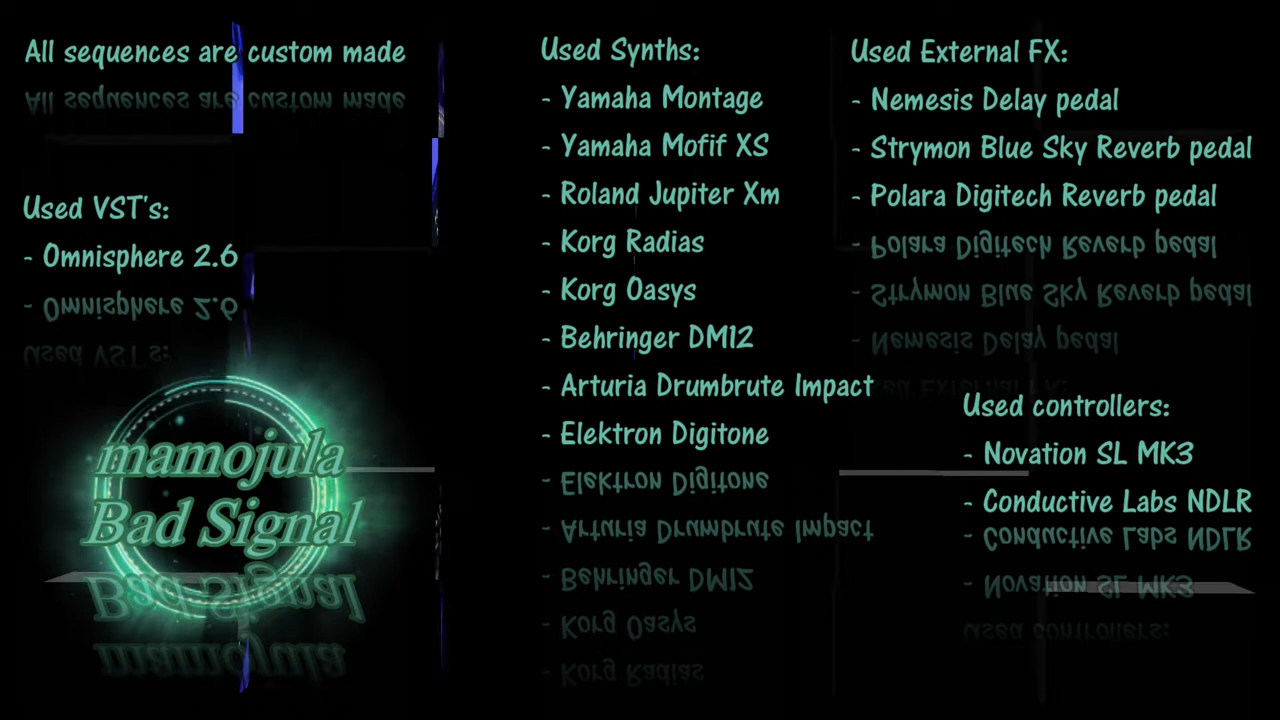 All sequences are custom made
Used VST's:
- Omnisphere 2.6
mamojula
Bad Signal
Used Synths:
- Yamaha Montage
- Yamaha Mofif XS
- Roland Jupiter Xm
- Korg Radias
- Korg Oasys
- Behringer DM12
- Arturia Drumbrute Impact
- Elektron Digitone
Used External FX:
- Nemesis Delay pedal
- Strymon Blue Sky Reverb pedal
- Polara Digitech Reverb pedal
Used controllers:
- Novation SL MK3
- Conductive Labs NDLR